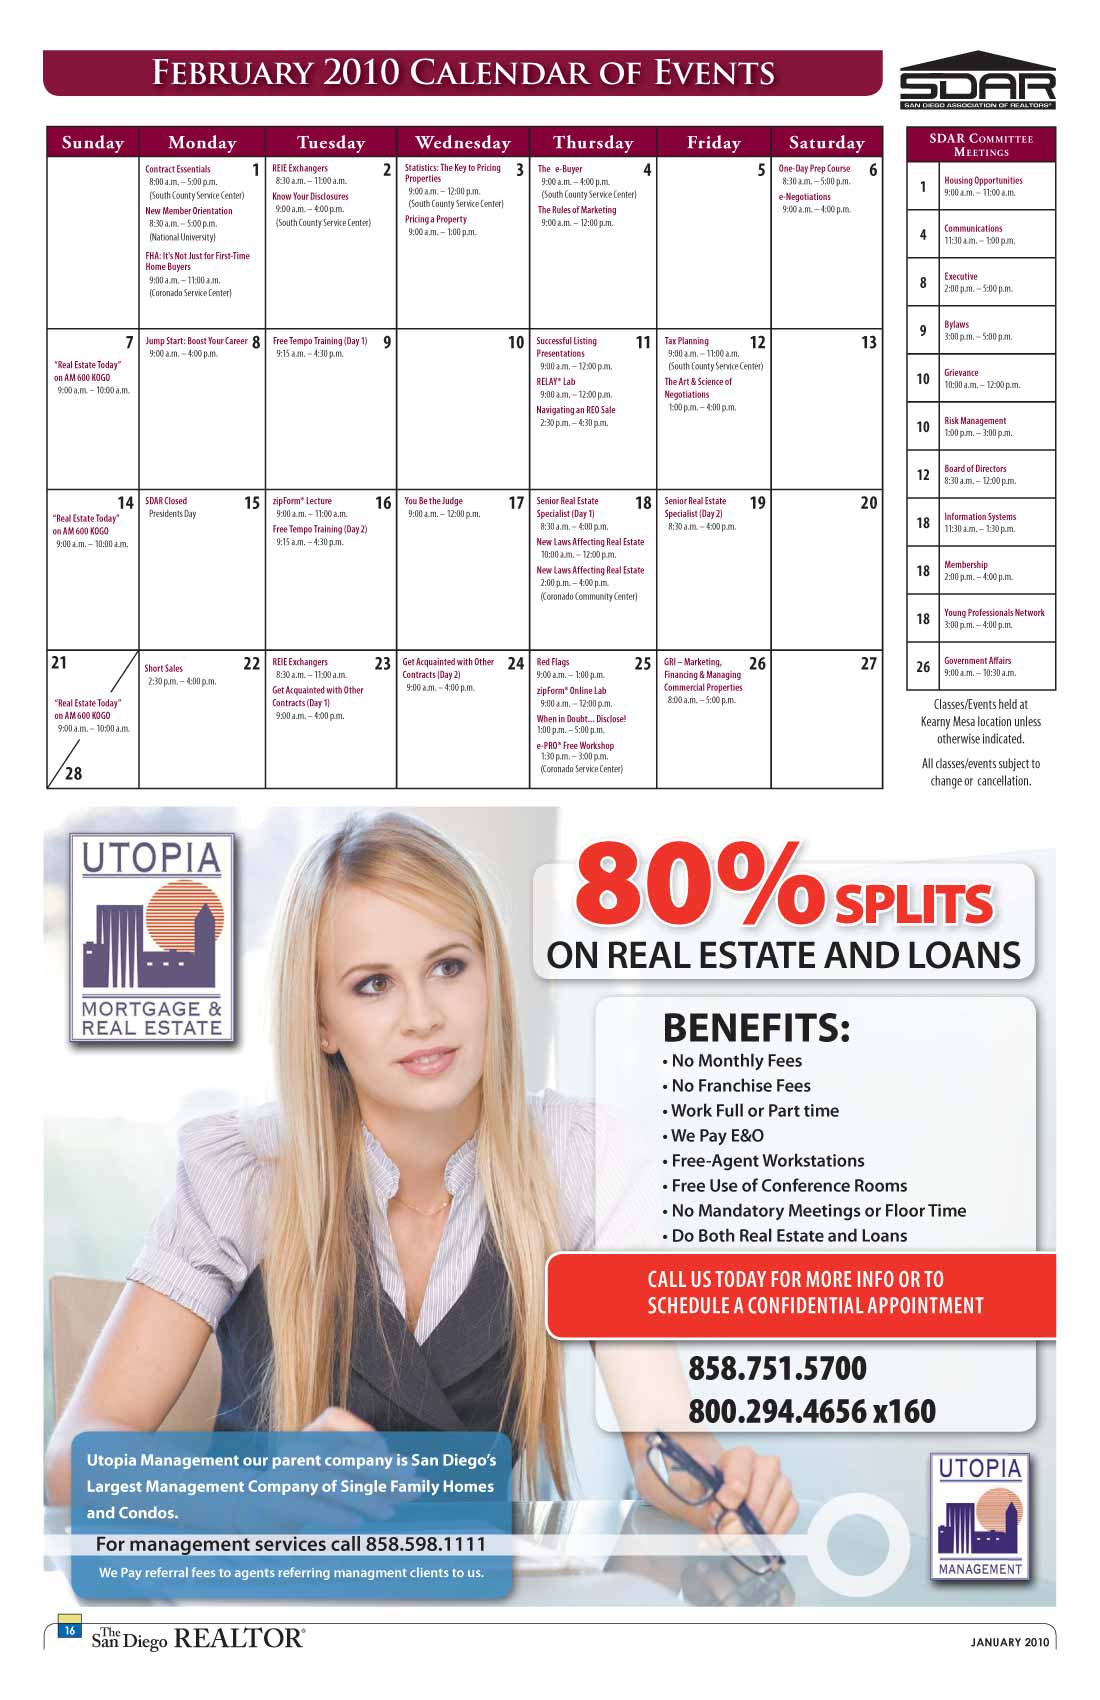 FEBRUARY 2010 CALENDAR OF EVENTS
SDAR
SAN DIEGO ASSOCIATION OF REALTORS®
Sunday Monday Tuesday Wednesday Thursday Friday Saturday
1
Contract Essentials
8:00 a.m. – 5:00 p.m.
(South County Service Center)
New Member Orientation
8:30 a.m. – 5:00 p.m.
(National University)
FHA: It's Not Just for First-Time
Home Buyers
9:00 a.m. – 11:00 a.m.
(Coronado Service Center)
2
REIE Exchangers
8:30 a.m. – 11:00 a.m.
Know Your Disclosures
9:00 a.m. – 4:00 p.m.
(South County Service Center)
3
Statistics: The Key to Pricing
Properties
9:00 a.m. – 12:00 p.m.
(South County Service Center)
Pricing a Property
9:00 a.m. – 1:00 p.m.
4
The e-Buyer
9:00 a.m. – 4:00 p.m.
(South County Service Center)
The Rules of Marketing
9:00 a.m. – 12:00 p.m.
5
6
One-Day Prep Course
8:30 a.m. – 5:00 p.m.
e-Negotiations
9:00 a.m. – 4:00 p.m.
7
"Real Estate Today"
on AM 600 KOGO
9:00 a.m. – 10:00 a.m.
8
Jump Start: Boost Your Career
9:00 a.m. – 4:00 p.m.
9
Free Tempo Training (Day 1)
9:15 a.m. – 4:30 p.m.
10
11
Successful Listing
Presentations
9:00 a.m. – 12:00 p.m.
RELAY® Lab
9:00 a.m. – 12:00 p.m.
Navigating an REO Sale
2:30 p.m. – 4:30 p.m.
12
Tax Planning
9:00 a.m. – 11:00 a.m.
(South County Service Center)
The Art & Science of
Negotiations
1:00 p.m. – 4:00 p.m.
13
14
"Real Estate Today"
on AM 600 KOGO
9:00 a.m. – 10:00 a.m.
15
SDAR Closed
Presidents Day
16
zipForm® Lecture
9:00 a.m. – 11:00 a.m.
Free Tempo Training (Day 2)
9:15 a.m. – 4:30 p.m.
17
You Be the Judge
9:00 a.m. – 12:00 p.m.
18
Senior Real Estate
Specialist (Day 1)
8:30 a.m. – 4:00 p.m.
New Laws Affecting Real Estate
10:00 a.m. – 12:00 p.m.
New Laws Affecting Real Estate
2:00 p.m. – 4:00 p.m.
(Coronado Community Center)
19
Senior Real Estate
Specialist (Day 2)
8:30 a.m. – 4:00 p.m.
20
21
"Real Estate Today"
on AM 600 KOGO
9:00 a.m. – 10:00 a.m.
28
22
Short Sales
2:30 p.m. – 4:00 p.m.
23
REIE Exchangers
8:30 a.m. – 11:00 a.m.
Get Acquainted with Other
Contracts (Day 1)
9:00 a.m. – 4:00 p.m.
24
Get Acquainted with Other
Contracts (Day 2)
9:00 a.m. – 4:00 p.m.
25
Red Flags
9:00 a.m. – 1:00 p.m.
zipForm® Online Lab
9:00 a.m. – 12:00 p.m.
When in Doubt... Disclose!
1:00 p.m. – 5:00 p.m.
e-PRO® Free Workshop
1:30 p.m. – 3:00 p.m.
(Coronado Service Center)
26
GRI – Marketing,
Financing & Managing
Commercial Properties
8:00 a.m. – 5:00 p.m.
27
SDAR COMMITTEE
MEETINGS
1 Housing Opportunities
9:00 a.m. – 11:00 a.m.
4 Communications
11:30 a.m. – 1:00 p.m.
8 Executive
2:00 p.m. – 5:00 p.m.
9 Bylaws
3:00 p.m. – 5:00 p.m.
10 Grievance
10:00 a.m. – 12:00 p.m.
10 Risk Management
1:00 p.m. – 3:00 p.m.
12 Board of Directors
8:30 a.m. – 12:00 p.m.
18 Information Systems
11:30 a.m. – 1:30 p.m.
18 Membership
2:00 p.m. – 4:00 p.m.
18 Young Professionals Network
3:00 p.m. – 4:00 p.m.
26 Government Affairs
9:00 a.m. – 10:30 a.m.
Classes/Events held at
Kearny Mesa location unless
otherwise indicated.
All classes/events subject to
change or cancellation.
UTOPIA
MORTGAGE &
REAL ESTATE
80% SPLITS
ON REAL ESTATE AND LOANS
BENEFITS:
• No Monthly Fees
• No Franchise Fees
• Work Full or Part time
• We Pay E&O
• Free-Agent Workstations
• Free Use of Conference Rooms
• No Mandatory Meetings or Floor Time
• Do Both Real Estate and Loans
CALL US TODAY FOR MORE INFO OR TO
SCHEDULE A CONFIDENTIAL APPOINTMENT
858.751.5700
800.294.4656 x160
Utopia Management our parent company is San Diego's
Largest Management Company of Single Family Homes
and Condos.
For management services call 858.598.1111
We Pay referral fees to agents referring managment clients to us.
UTOPIA
MANAGEMENT
16 The San Diego REALTOR®
JANUARY 2010